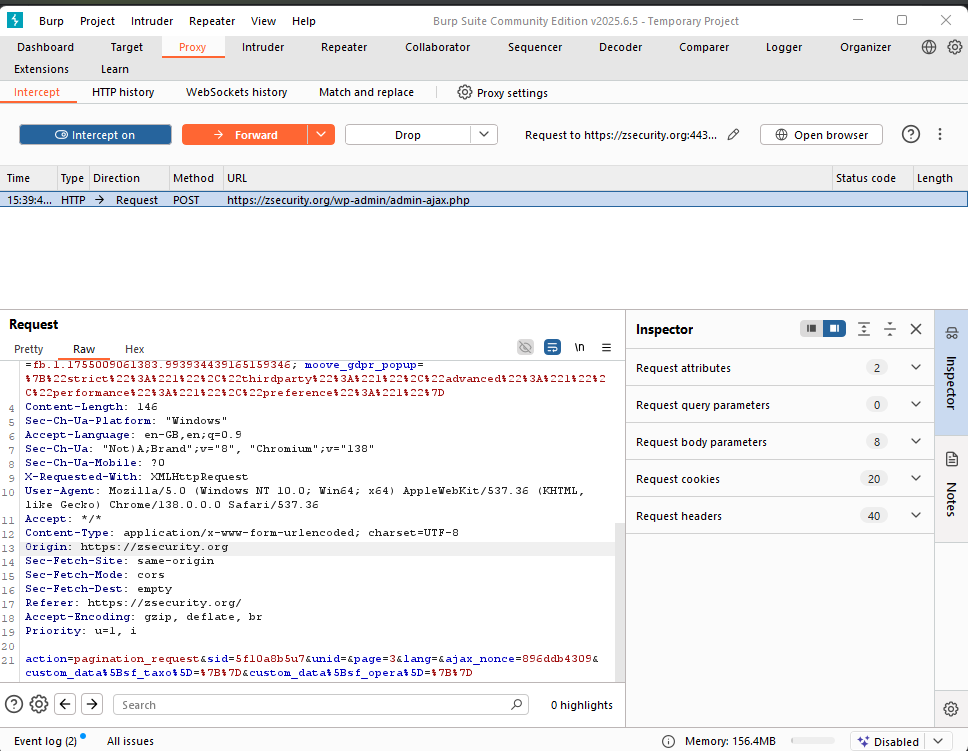 Burp Project Intruder Repeater View Help Burp Suite Community Edition v2025.6.5 - Temporary Project
Dashboard Target Proxy Intruder Repeater Collaborator Sequencer Decoder Comparer Logger Organizer
Extensions Learn
Intercept HTTP history WebSockets history Match and replace Proxy settings
Intercept on Forward Drop Request to https://zsecurity.org:443... Open browser
Time Type Direction Method URL Status code Length
15:39:4... HTTP → Request POST https://zsecurity.org/wp-admin/admin-ajax.php
Request
Pretty Raw Hex \n
=fb.1.1755009061383.993934439165159346; moove_gdpr_popup=
%7B%22strict%22%3A%221%22%2C%22thirdparty%22%3A%221%22%2C%22advanced%22%3A%221%22%2
C%22performance%22%3A%221%22%2C%22preference%22%3A%221%22%7D
4 Content-Length: 146
5 Sec-Ch-Ua-Platform: "Windows"
6 Accept-Language: en-GB,en;q=0.9
7 Sec-Ch-Ua: "Not)A;Brand";v="8", "Chromium";v="138"
8 Sec-Ch-Ua-Mobile: ?0
9 X-Requested-With: XMLHttpRequest
10 User-Agent: Mozilla/5.0 (Windows NT 10.0; Win64; x64) AppleWebKit/537.36 (KHTML,
like Gecko) Chrome/138.0.0.0 Safari/537.36
11 Accept: */*
12 Content-Type: application/x-www-form-urlencoded; charset=UTF-8
13 Origin: https://zsecurity.org
14 Sec-Fetch-Site: same-origin
15 Sec-Fetch-Mode: cors
16 Sec-Fetch-Dest: empty
17 Referer: https://zsecurity.org/
18 Accept-Encoding: gzip, deflate, br
19 Priority: u=1, i
20
21 action=pagination_request&sid=5f10a8b5u7&unid=&page=3&lang=&ajax_nonce=896ddb4309&
custom_data%5Bsf_taxo%5D=%7B%7D&custom_data%5Bsf_opera%5D=%7B%7D
Search 0 highlights
Inspector
Request attributes 2
Request query parameters 0
Request body parameters 8
Request cookies 20
Request headers 40
Inspector
Notes
Event log (2) All issues Memory: 156.4MB Disabled